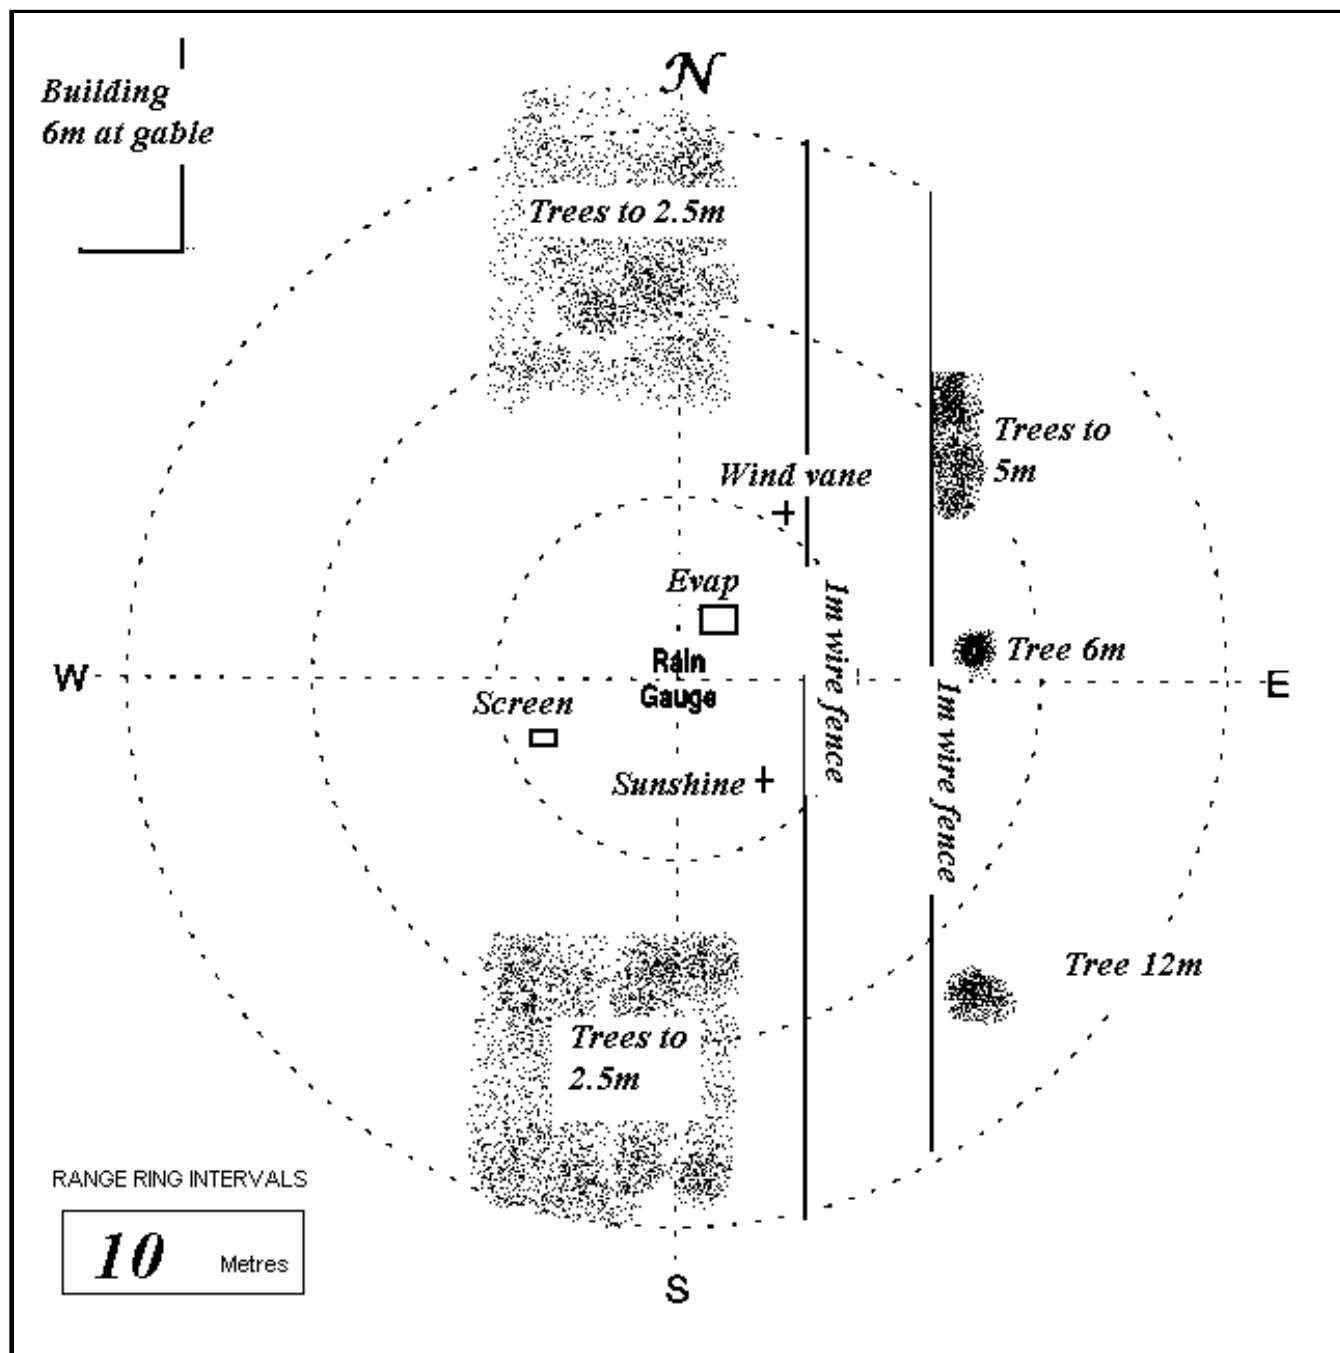 N
Building
6m at gable
Trees to 2.5m
Trees to
5m
Wind vane
Evap
1m wire fence
Rain
Gauge
Tree 6m
W
E
Screen
1m wire fence
Sunshine
Tree 12m
Trees to
2.5m
RANGE RING INTERVALS
10 Metres
S